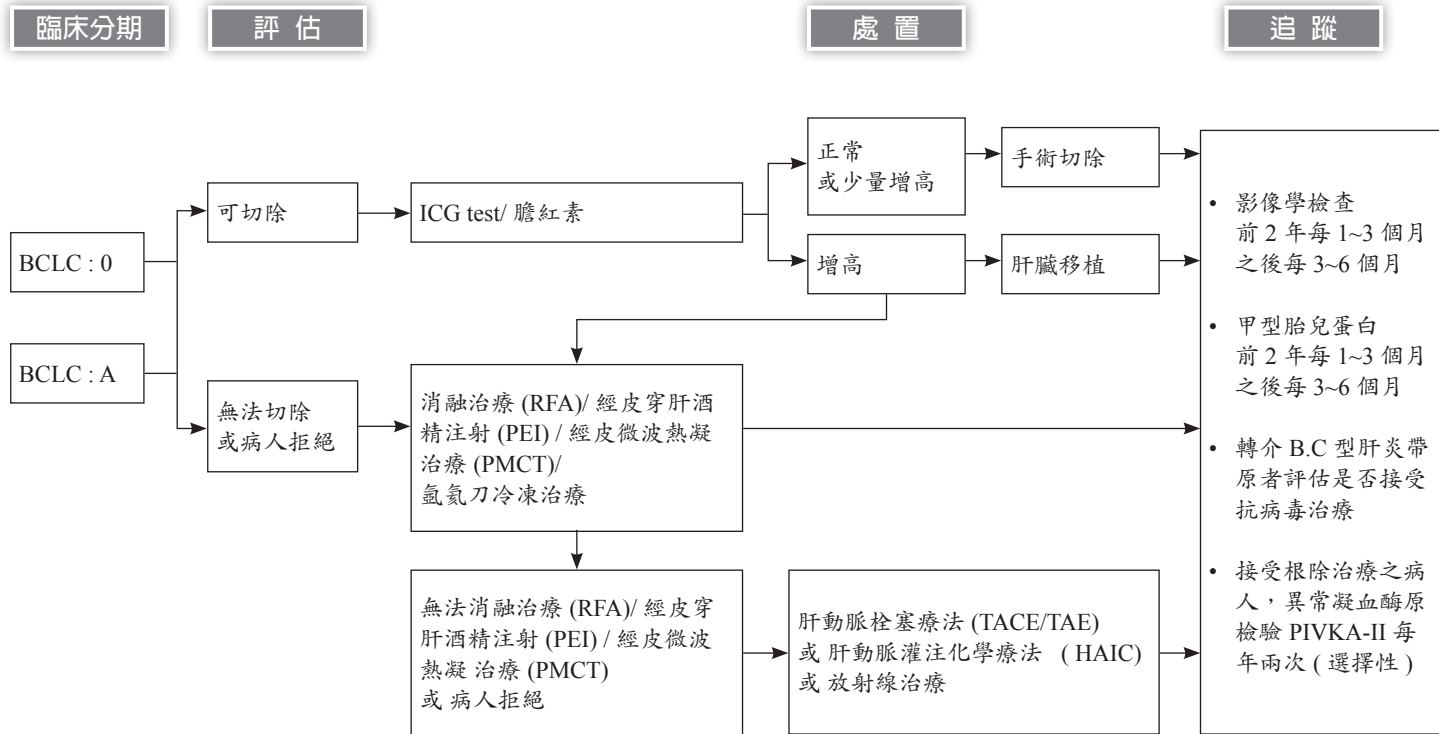 臨床分期
評 估
處 置
追 蹤
BCLC : 0
BCLC : A
可切除
無法切除
或病人拒絕
ICG test/ 膽紅素
正常
或少量增高
手術切除
增高
肝臟移植
消融治療 (RFA)/ 經皮穿肝酒
精注射 (PEI) / 經皮微波熱凝
治療 (PMCT)/
氬氦刀冷凍治療
無法消融治療 (RFA)/ 經皮穿
肝酒精注射 (PEI) / 經皮微波
熱凝 治療 (PMCT)
或 病人拒絕
肝動脈栓塞療法 (TACE/TAE)
或 肝動脈灌注化學療法 ( HAIC)
或 放射線治療
• 影像學檢查
前 2 年每 1~3 個月
之後每 3~6 個月
• 甲型胎兒蛋白
前 2 年每 1~3 個月
之後每 3~6 個月
• 轉介 B.C 型肝炎帶
原者評估是否接受
抗病毒治療
• 接受根除治療之病
人，異常凝血酶原
檢驗 PIVKA-II 每
年兩次 ( 選擇性 )